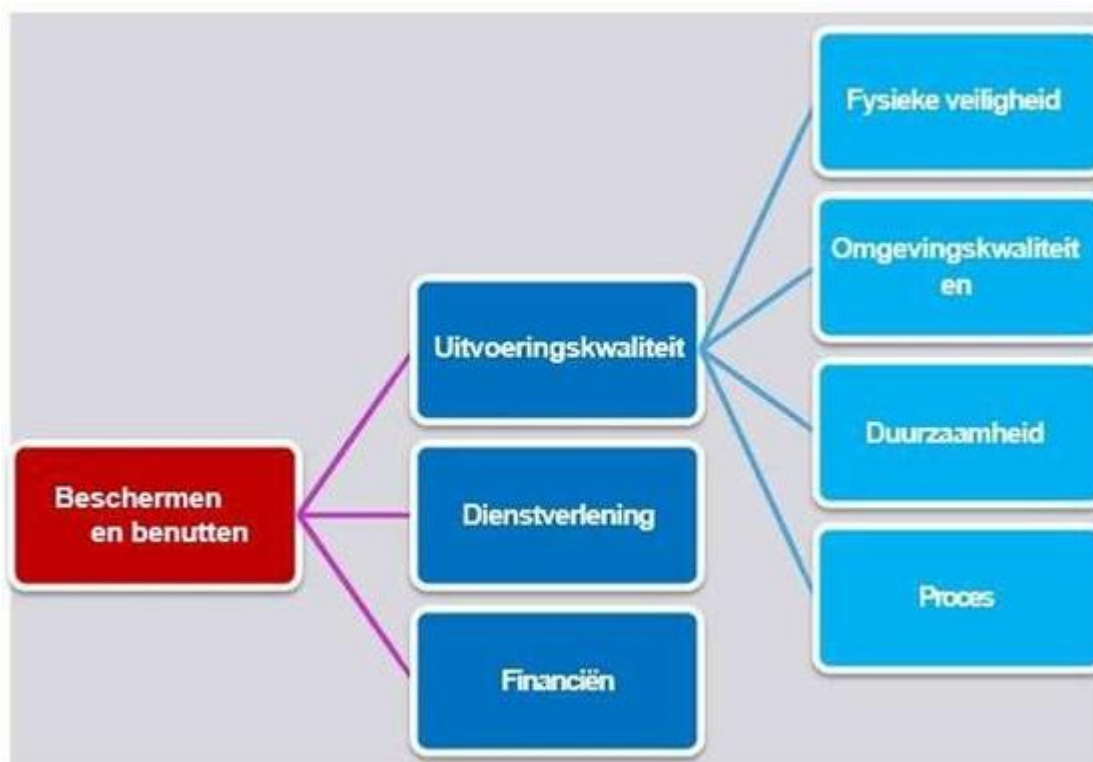 Beschermen
en benutten
Uitvoeringskwaliteit
Dienstverlening
Financiën
Fysieke veiligheid
Omgevingskwaliteit
en
Duurzaamheid
Proces